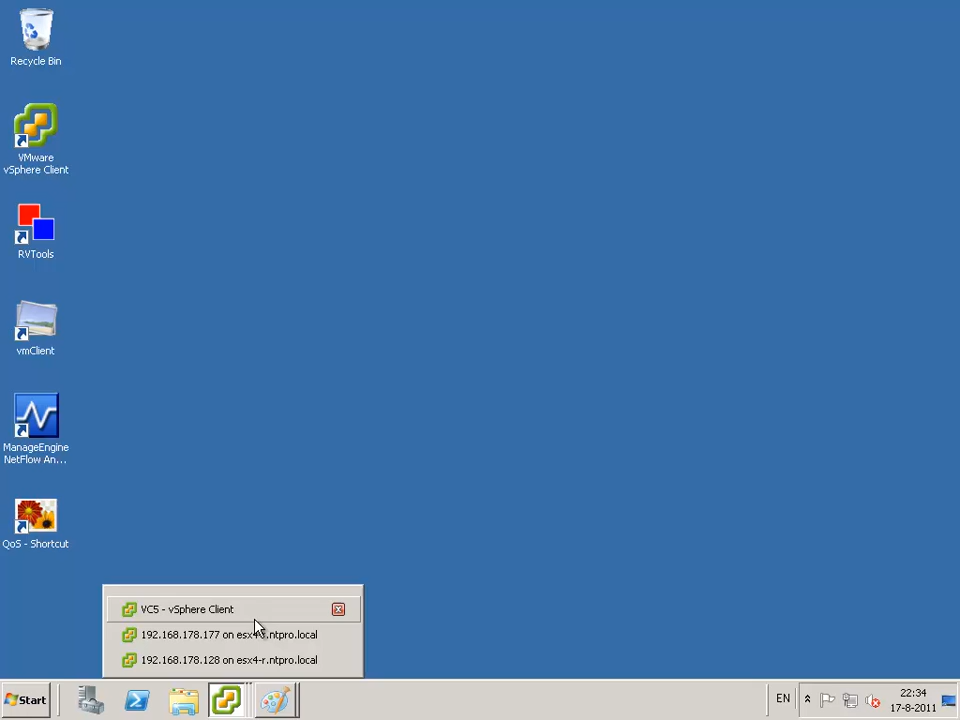 Recycle Bin
VMware
vSphere Client
RVTools
vmClient
ManageEngine
NetFlow An...
QoS - Shortcut
VC5 - vSphere Client
192.168.178.177 on .ntpro.local
192.168.178.128 on esx4-r.ntpro.local
Start
EN
22:34
17-8-2011